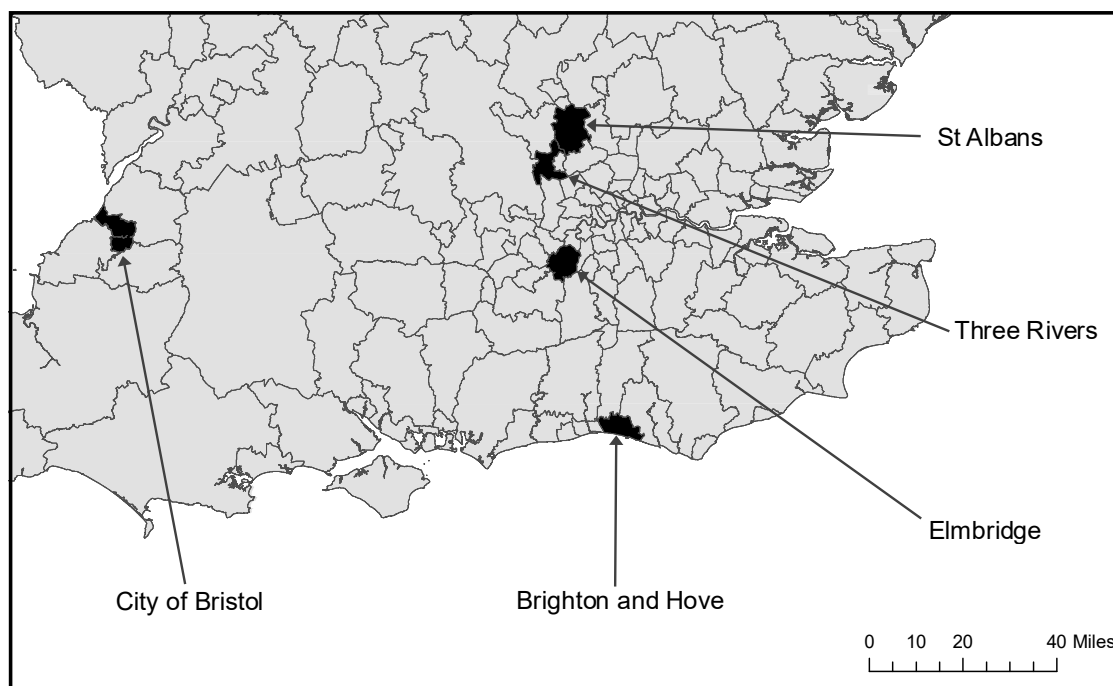 St Albans
Three Rivers
Elmbridge
City of Bristol
Brighton and Hove
0 10 20 40 Miles